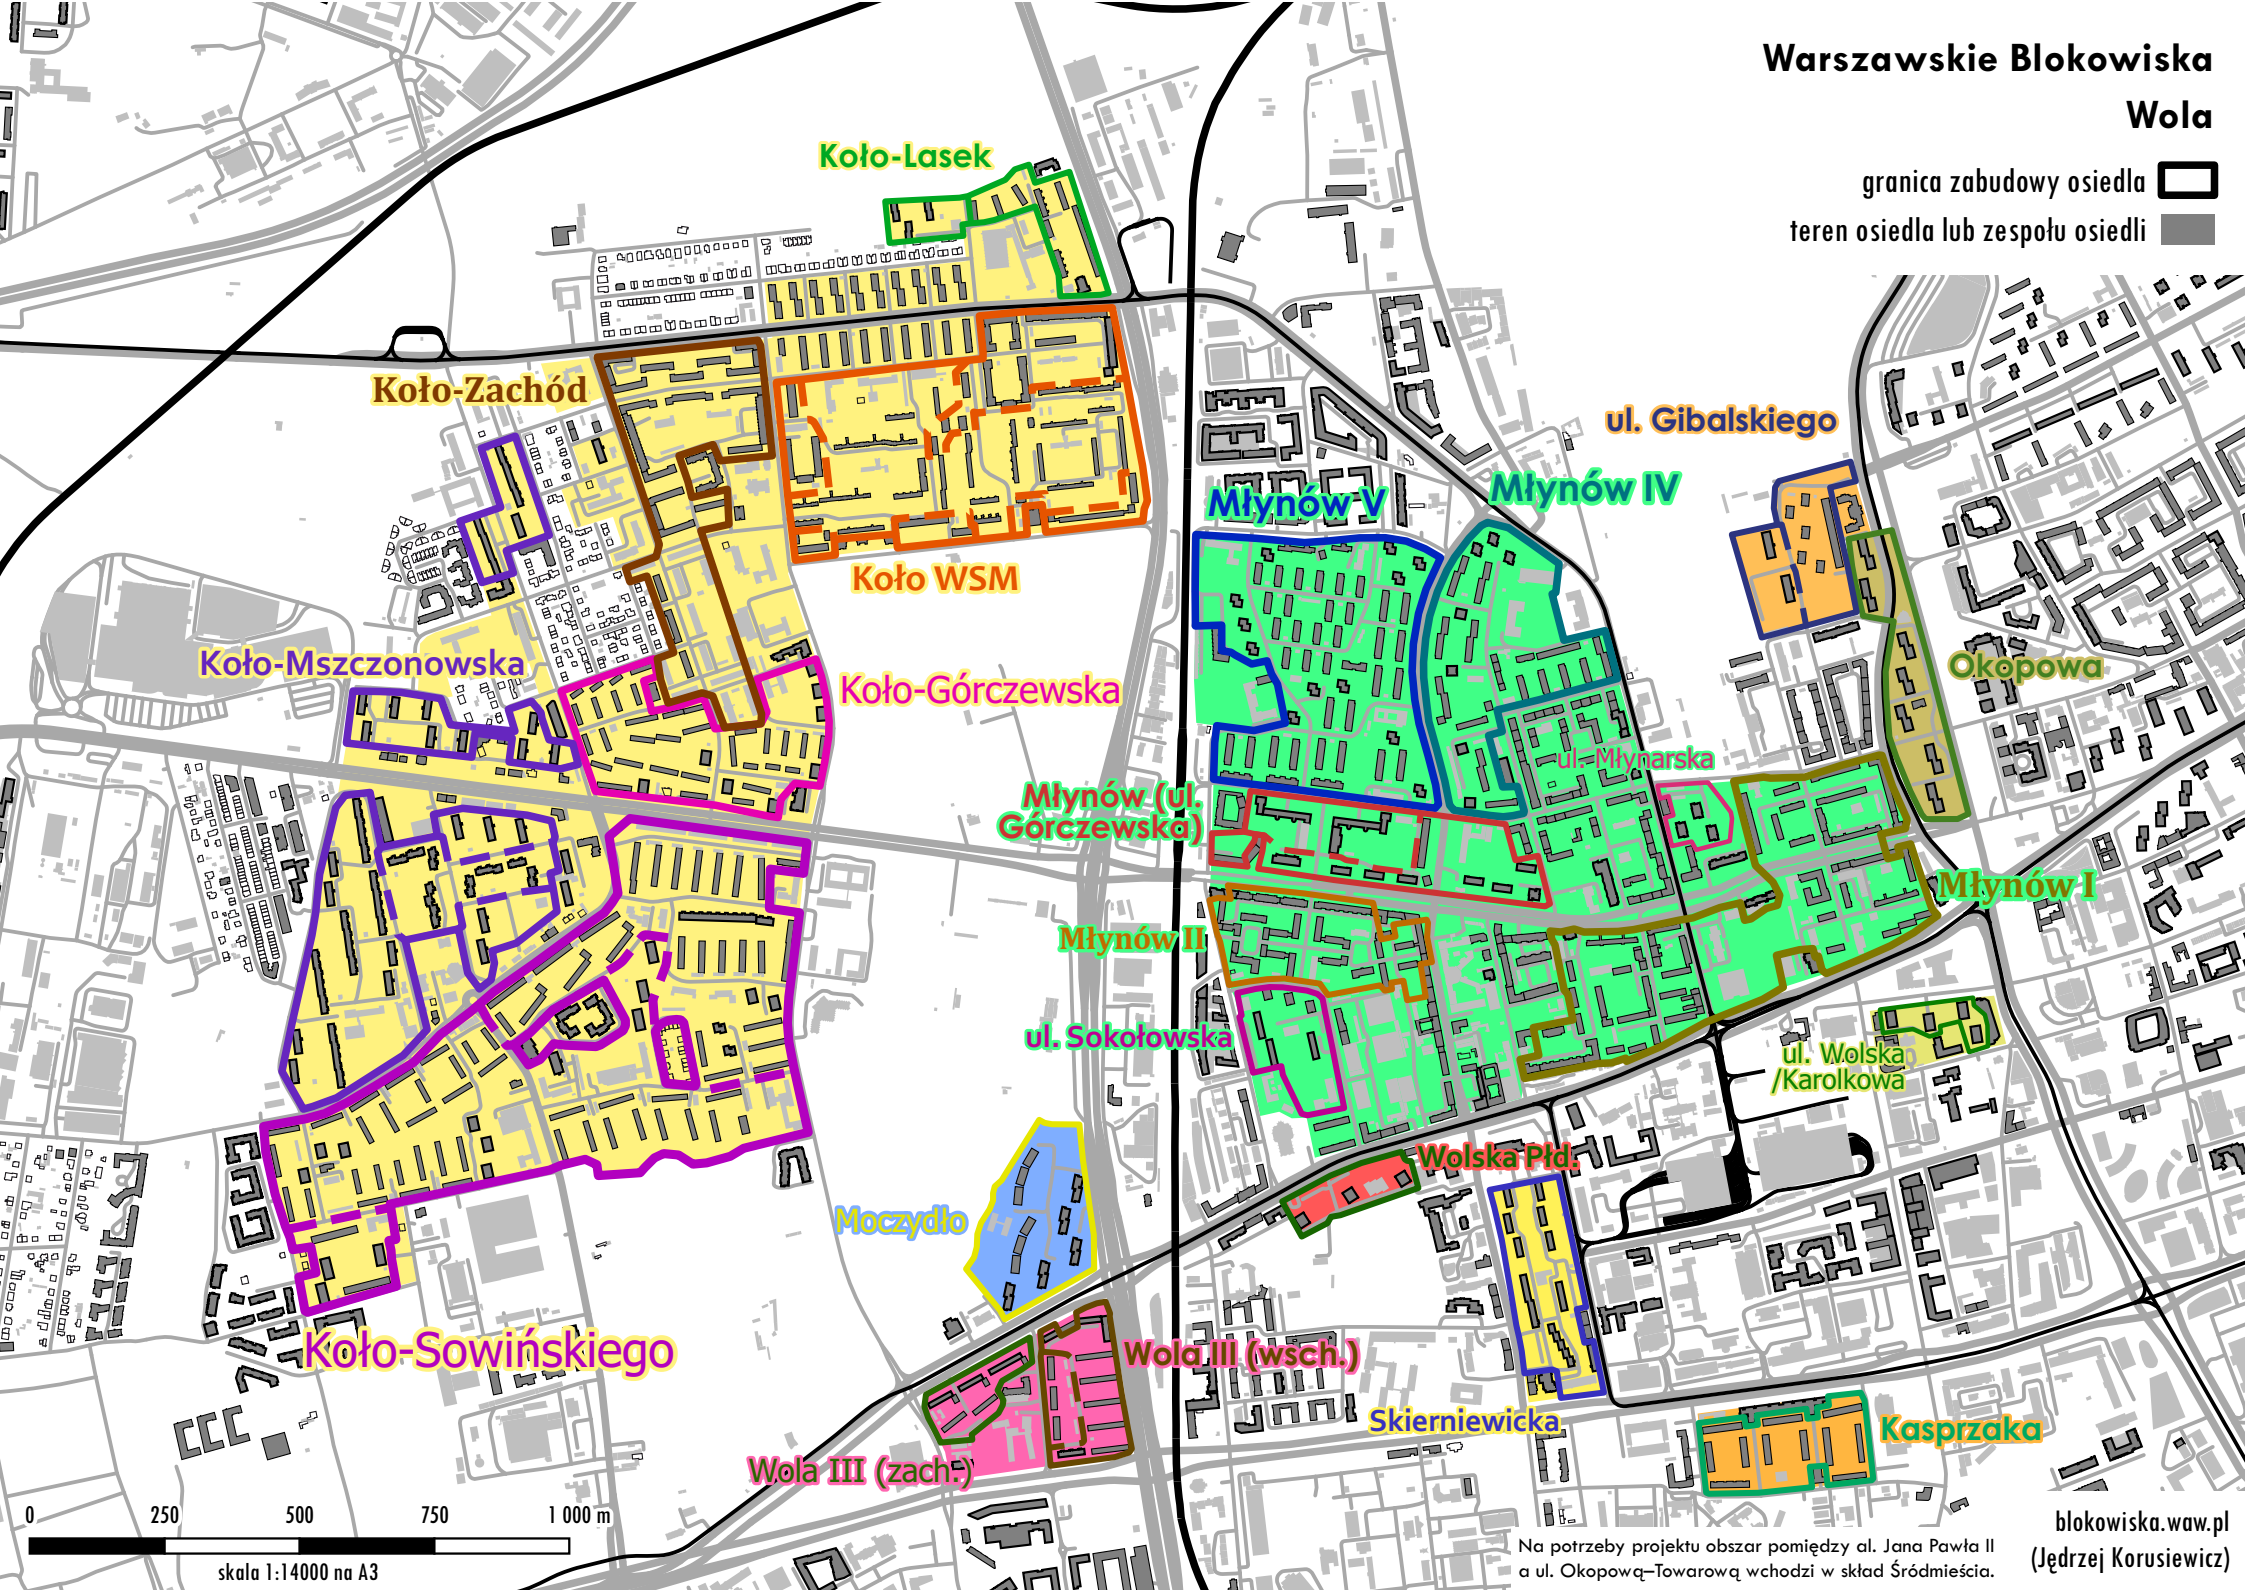 Warszawskie Blokowiska
Wola
granica zabudowy osiedla
teren osiedla lub zespołu osiedli
Koło-Lasek
Koło-Zachód
ul. Gibalskiego
Młynów V
Młynów IV
Koło WSM
Koło-Mszczonowska
Koło-Górczewska
Okopowa
ul. Młynarska
Młynów (ul.
Górczewska)
Młynów I
Młynów II
ul. Sokołowska
ul. Wolska
/Karolkowa
Wolska Płd.
Moczydło
Koło-Sowińskiego
Wola III (wsch.)
Skierniewicka
Kasprzaka
Wola III (zach.)
0 250 500 750 1 000 m
skala 1:14000 na A3
Na potrzeby projektu obszar pomiędzy al. Jana Pawła II
a ul. Okopową–Towarową wchodzi w skład Śródmieścia.
blokowiska.waw.pl
(Jędrzej Korusiewicz)